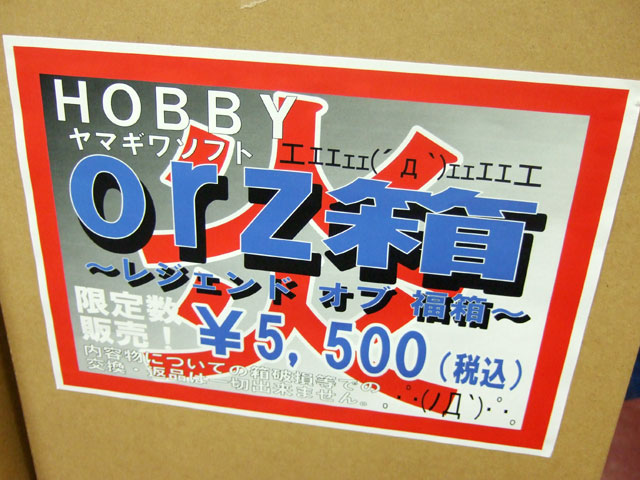 HOBBY
ヤマギワソフト
エエエェェ(´д`)ェェエエエ
orz箱
～レジェンド オブ 福箱～
限定数
販売！
￥5,500(税込)
内容物についての箱破損等での
交換・返品は一切出来ません。
。･ﾟ･(ﾉД`)･ﾟ･。